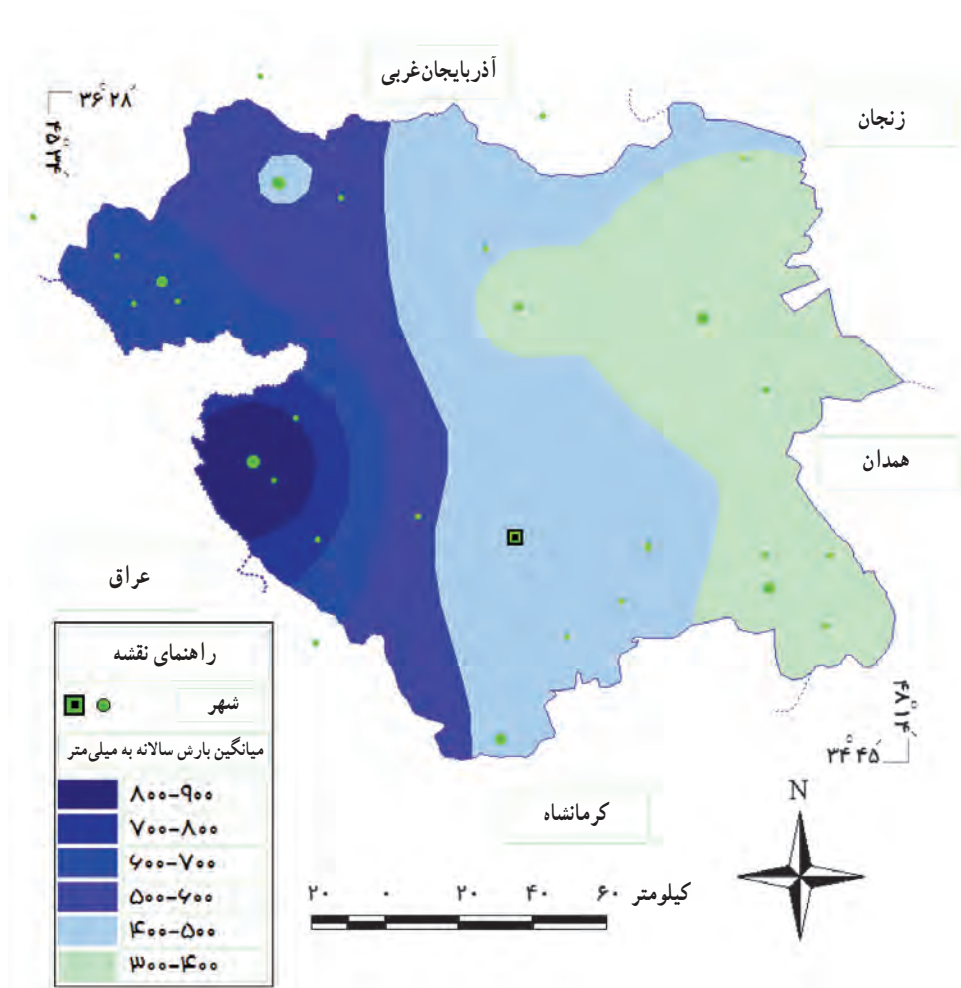 آذربایجان‌غربی
۳۶° ۲۸′
۴۵° ۳۴′
زنجان
همدان
عراق
۴۸° ۱۴′
۳۴° ۴۵′
کرمانشاه
راهنمای نقشه
شهر
میانگین بارش سالانه به میلی‌متر
۸۰۰-۹۰۰
۷۰۰-۸۰۰
۶۰۰-۷۰۰
۵۰۰-۶۰۰
۴۰۰-۵۰۰
۳۰۰-۴۰۰
N
۲۰ ۰ ۲۰ ۴۰ ۶۰ کیلومتر